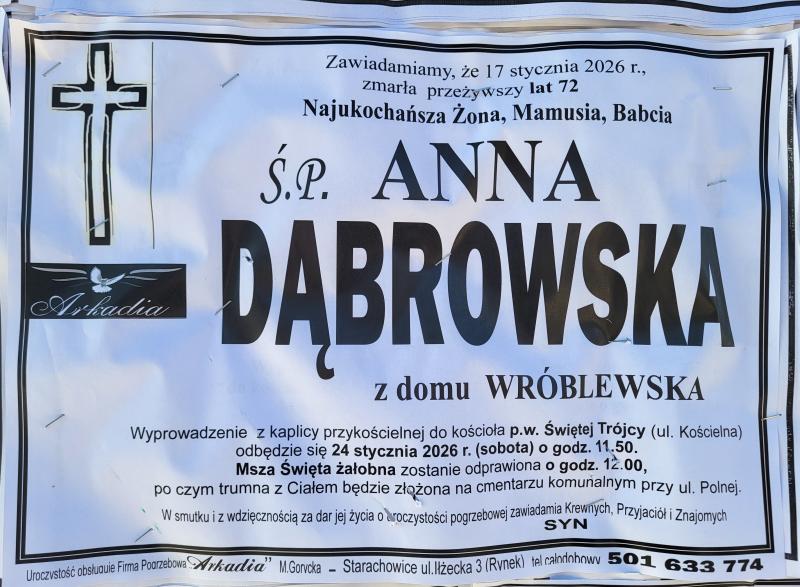 Zawiadamiamy, że 17 stycznia 2026 r.,
zmarła przeżywszy lat 72
Najukochańsza Żona, Mamusia, Babcia
Ś.P. ANNA
DĄBROWSKA
Arkadia
z domu WRÓBLEWSKA
Wyprowadzenie z kaplicy przykościelnej do kościoła p.w. Świętej Trójcy (ul. Kościelna)
odbędzie się 24 stycznia 2026 r. (sobota) o godz. 11.50.
Msza Święta żałobna zostanie odprawiona o godz. 12.00,
po czym trumna z Ciałem będzie złożona na cmentarzu komunalnym przy ul. Polnej.
W smutku i z wdzięcznością za dar jej życia o uroczystości pogrzebowej zawiadamia Krewnych, Przyjaciół i Znajomych
SYN
Uroczystość obsługuje Firma Pogrzebowa "Arkadia" M.Gorycka - Starachowice ul.Iłżecka 3 (Rynek) tel.całodobowy 501 633 774